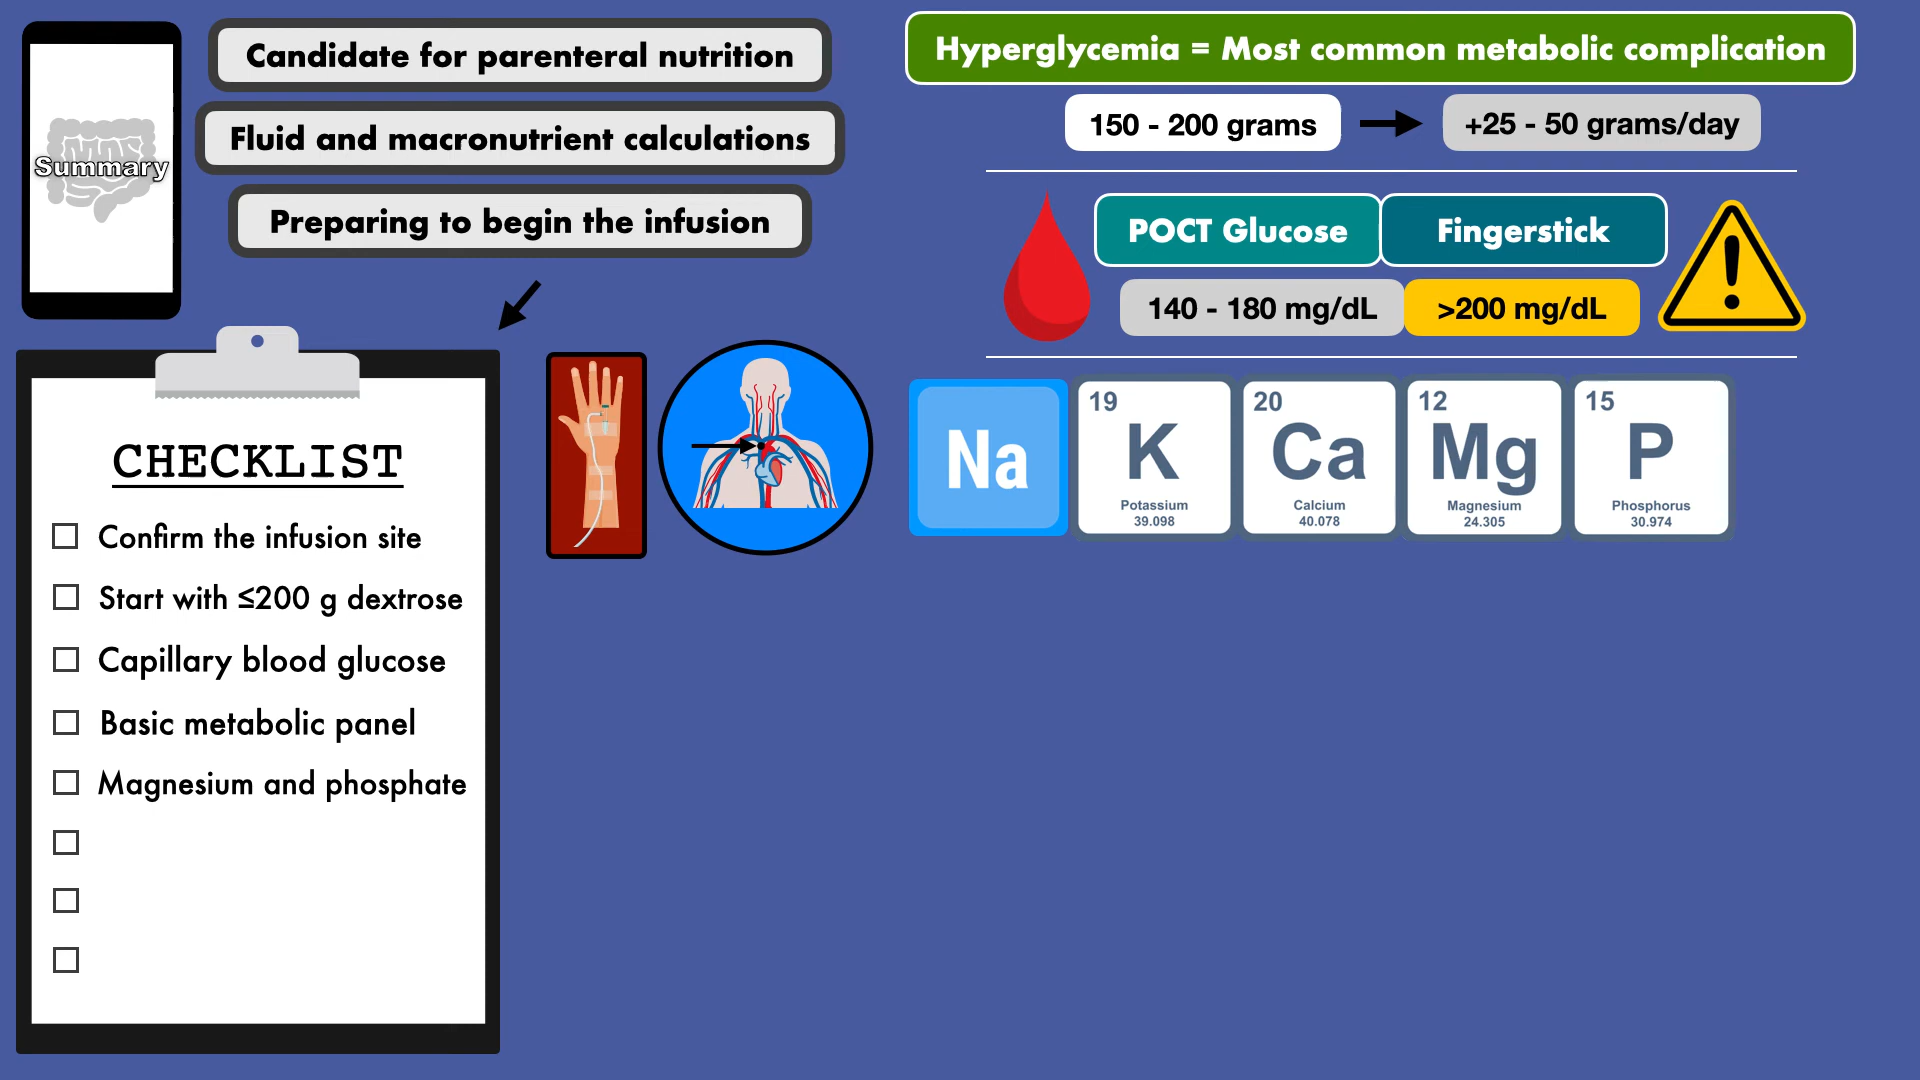 Summary
Candidate for parenteral nutrition
Fluid and macronutrient calculations
Preparing to begin the infusion
CHECKLIST
Confirm the infusion site
Start with ≤200 g dextrose
Capillary blood glucose
Basic metabolic panel
Magnesium and phosphate
Hyperglycemia = Most common metabolic complication
150 - 200 grams
+25 - 50 grams/day
POCT Glucose
Fingerstick
140 - 180 mg/dL
>200 mg/dL
Na
19
K
Potassium
39.098
20
Ca
Calcium
40.078
12
Mg
Magnesium
24.305
15
P
Phosphorus
30.974